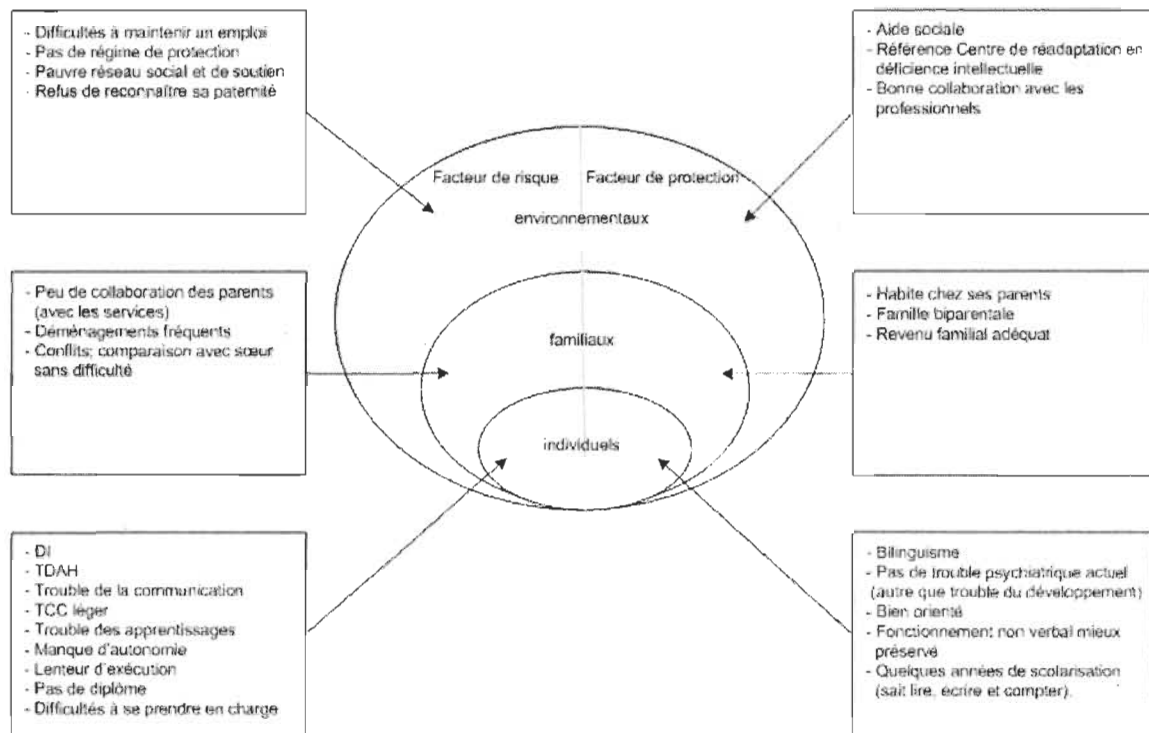 - Difficultés à maintenir un emploi
- Pas de régime de protection
- Pauvre réseau social et de soutien
- Refus de reconnaître sa paternité
- Aide sociale
- Référence Centre de réadaptation en
déficience intellectuelle
- Bonne collaboration avec les
professionnels
Facteur de risque
Facteur de protection
environnementaux
- Peu de collaboration des parents
(avec les services)
- Déménagements fréquents
- Conflits; comparaison avec sœur
sans difficulté
familiaux
- Habite chez ses parents
- Famille biparentale
- Revenu familial adéquat
individuels
- DI
- TDAH
- Trouble de la communication
- TCC léger
- Trouble des apprentissages
- Manque d'autonomie
- Lenteur d'exécution
- Pas de diplôme
- Difficultés à se prendre en charge
- Bilinguisme
- Pas de trouble psychiatrique actuel
(autre que trouble du développement)
- Bien orienté
- Fonctionnement non verbal mieux
préservé
- Quelques années de scolarisation
(sait lire, écrire et compter).